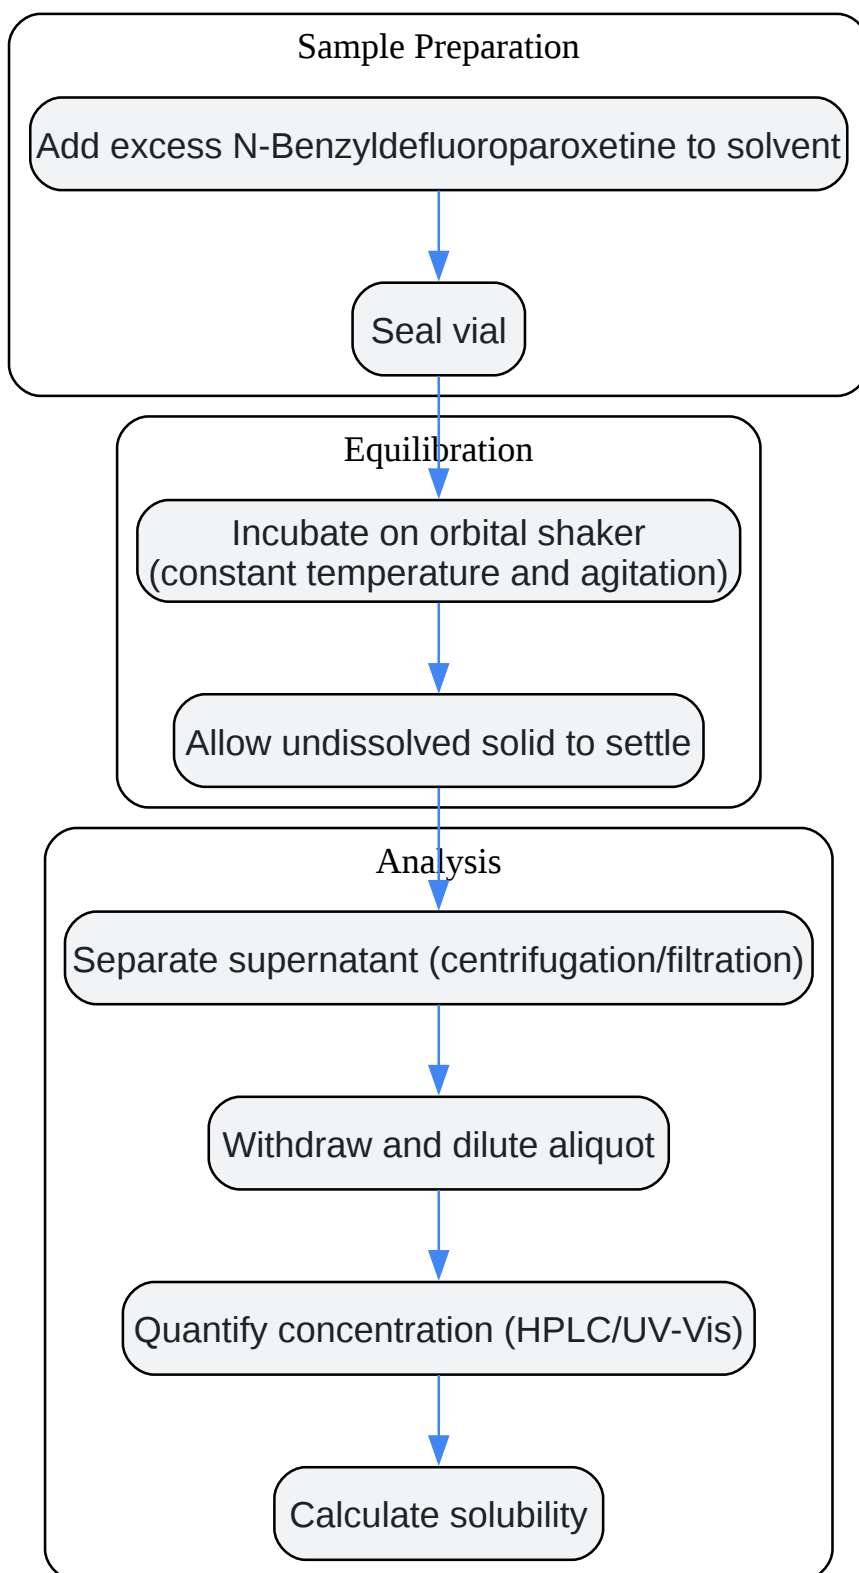 Sample Preparation
Add excess N-Benzyldefluoroparoxetine to solvent
Seal vial
Equilibration
Incubate on orbital shaker
(constant temperature and agitation)
Allow undissolved solid to settle
Analysis
Separate supernatant (centrifugation/filtration)
Withdraw and dilute aliquot
Quantify concentration (HPLC/UV-Vis)
Calculate solubility